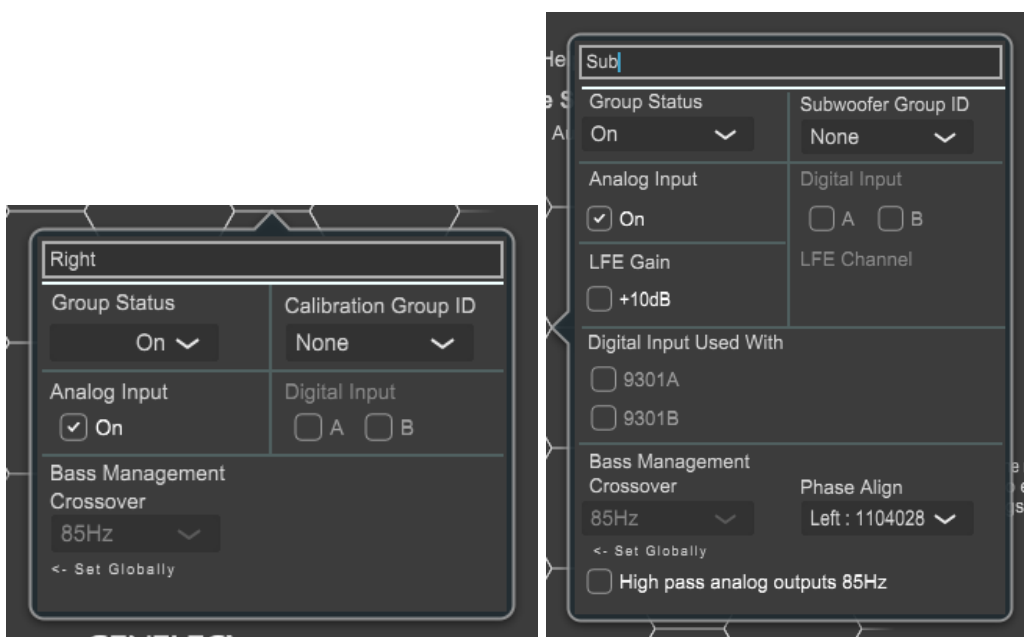 Right
Group Status
Calibration Group ID
On
None
Analog Input
Digital Input
On
A
B
Bass Management
Crossover
85Hz
<- Set Globally
He
e S
Au
Sub
Group Status
Subwoofer Group ID
On
None
Analog Input
Digital Input
On
A
B
LFE Gain
LFE Channel
+10dB
Digital Input Used With
9301A
9301B
Bass Management
Crossover
Phase Align
85Hz
Left : 1104028
<- Set Globally
High pass analog outputs 85Hz